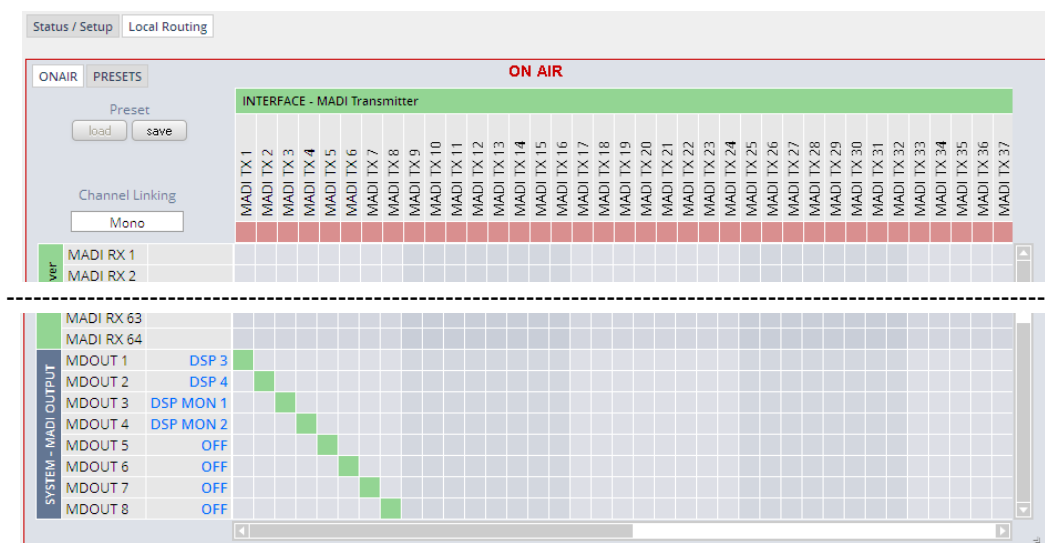 Status / Setup Local Routing
ON AIR
ONAIR PRESETS
INTERFACE - MADI Transmitter
Preset
load save
Channel Linking
Mono
MADI TX 1
MADI TX 2
MADI TX 3
MADI TX 4
MADI TX 5
MADI TX 6
MADI TX 7
MADI TX 8
MADI TX 9
MADI TX 10
MADI TX 11
MADI TX 12
MADI TX 13
MADI TX 14
MADI TX 15
MADI TX 16
MADI TX 17
MADI TX 18
MADI TX 19
MADI TX 20
MADI TX 21
MADI TX 22
MADI TX 23
MADI TX 24
MADI TX 25
MADI TX 26
MADI TX 27
MADI TX 28
MADI TX 29
MADI TX 30
MADI TX 31
MADI TX 32
MADI TX 33
MADI TX 34
MADI TX 35
MADI TX 36
MADI TX 37
ver
MADI RX 1
MADI RX 2
MADI RX 63
MADI RX 64
SYSTEM - MADI OUTPUT
MDOUT 1 DSP 3
MDOUT 2 DSP 4
MDOUT 3 DSP MON 1
MDOUT 4 DSP MON 2
MDOUT 5 OFF
MDOUT 6 OFF
MDOUT 7 OFF
MDOUT 8 OFF